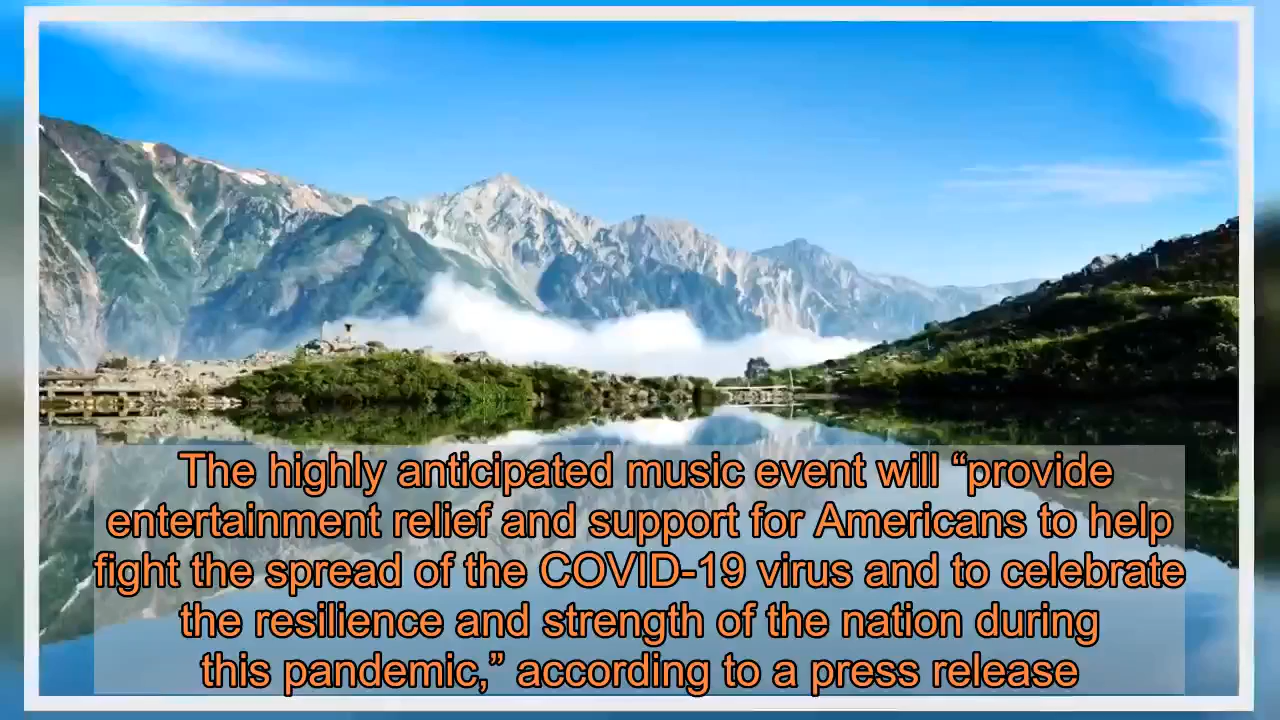 The highly anticipated music event will “provide
entertainment relief and support for Americans to help
fight the spread of the COVID-19 virus and to celebrate
the resilience and strength of the nation during
this pandemic,” according to a press release